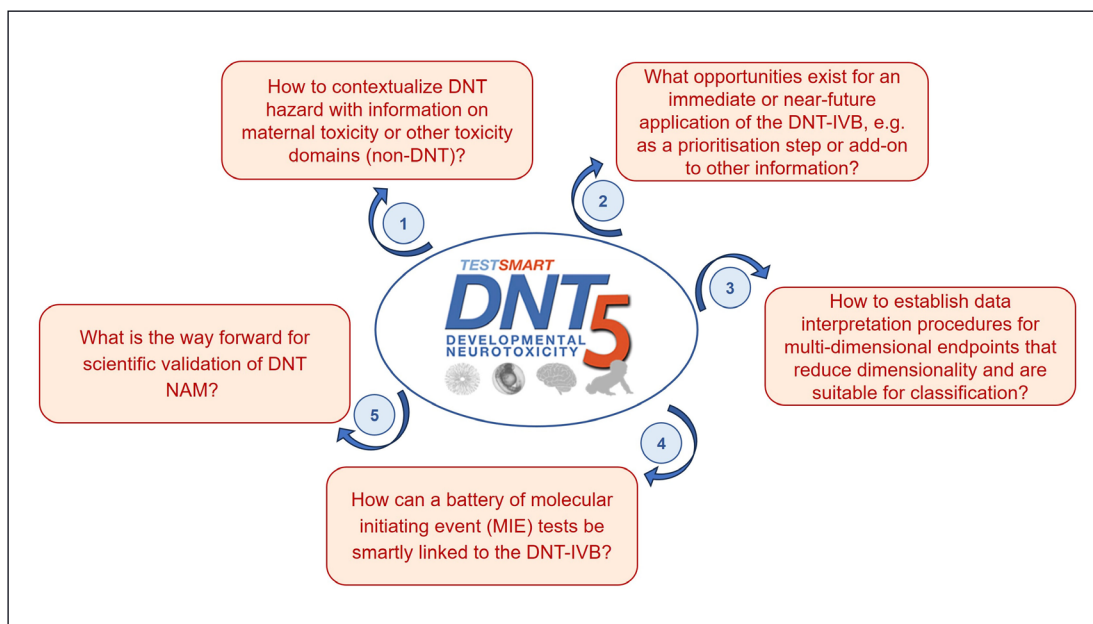 How to contextualize DNT
hazard with information on
maternal toxicity or other toxicity
domains (non-DNT)?
What opportunities exist for an
immediate or near-future
application of the DNT-IVB, e.g.
as a prioritisation step or add-on
to other information?
1
2
TESTSMART
DNT5
DEVELOPMENTAL
NEUROTOXICITY
3
How to establish data
interpretation procedures for
multi-dimensional endpoints that
reduce dimensionality and are
suitable for classification?
What is the way forward for
scientific validation of DNT
NAM?
5
4
How can a battery of molecular
initiating event (MIE) tests be
smartly linked to the DNT-IVB?